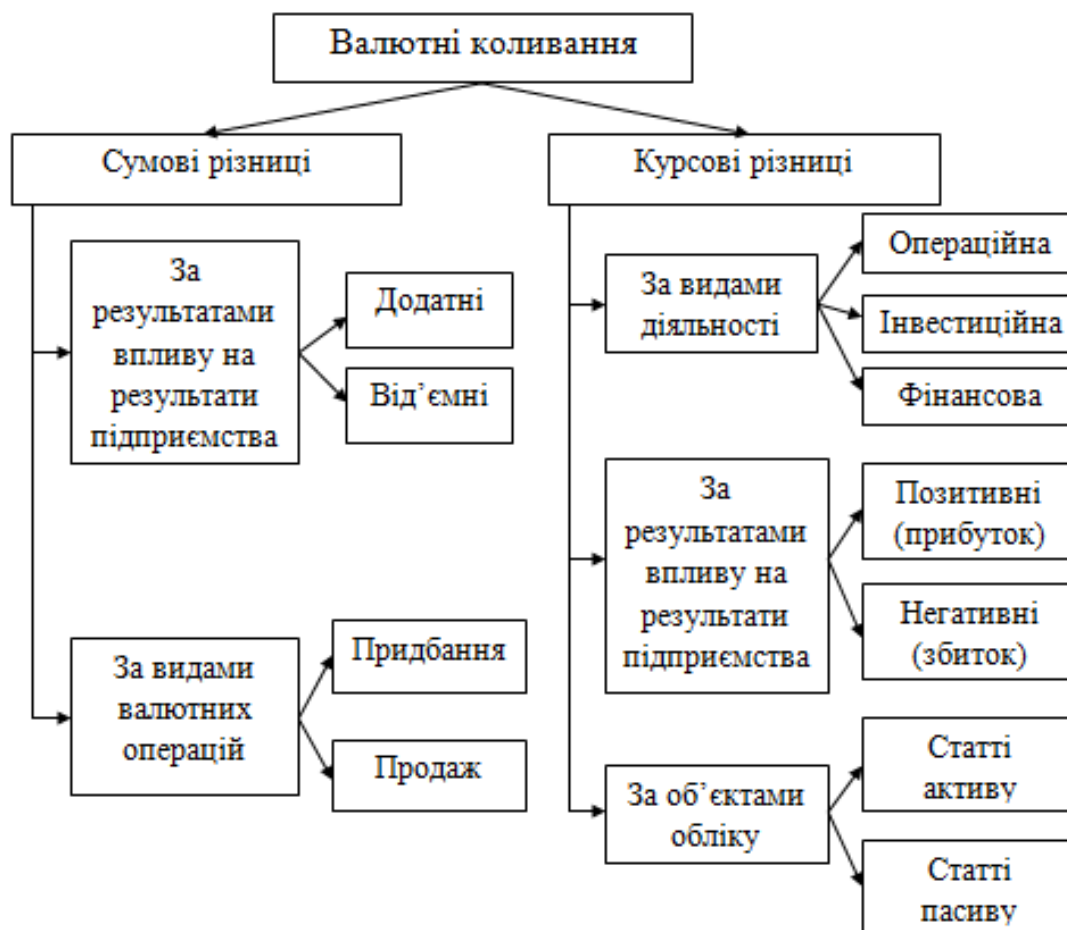 Валютні коливання
Сумові різниці
Курсові різниці
За
результатами
впливу на
результати
підприємства
Додатні
Від’ємні
За видами
валютних
операцій
Придбання
Продаж
За видами
діяльності
Операційна
Інвестиційна
Фінансова
За
результатами
впливу на
результати
підприємства
Позитивні
(прибуток)
Негативні
(збиток)
За об’єктами
обліку
Статті
активу
Статті
пасиву